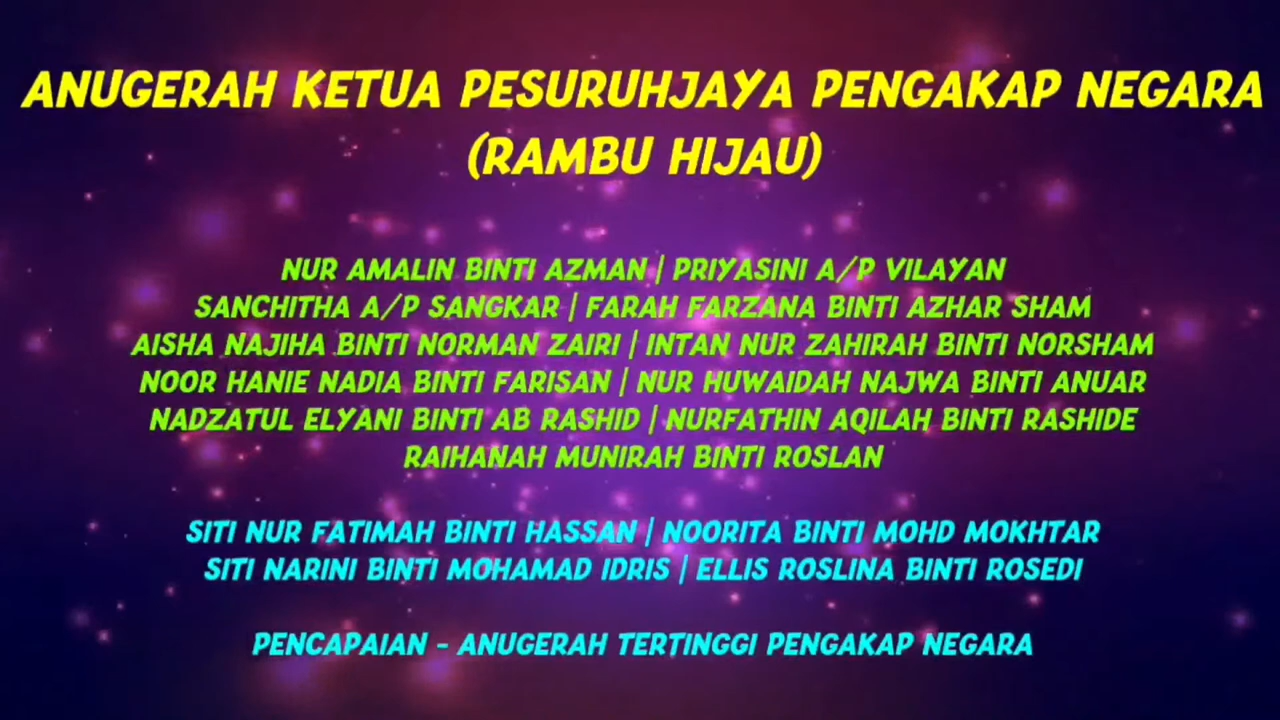 ANUGERAH KETUA PESURUHJAYA PENGAKAP NEGARA
(RAMBU HIJAU)
NUR AMALIN BINTI AZMAN | PRIYASINI A/P VILAYAN
SANCHITHA A/P SANGKAR | FARAH FARZANA BINTI AZHAR SHAM
AISHA NAJIHA BINTI NORMAN ZAIRI | INTAN NUR ZAHIRAH BINTI NORSHAM
NOOR HANIE NADIA BINTI FARISAN | NUR HUWAIDAH NAJWA BINTI ANUAR
NADZATUL ELYANI BINTI AB RASHID | NURFATHIN AQILAH BINTI RASHIDE
RAIHANAH MUNIRAH BINTI ROSLAN
SITI NUR FATIMAH BINTI HASSAN | NOORITA BINTI MOHD MOKHTAR
SITI NARINI BINTI MOHAMAD IDRIS | ELLIS ROSLINA BINTI ROSEDI
PENCAPAIAN - ANUGERAH TERTINGGI PENGAKAP NEGARA